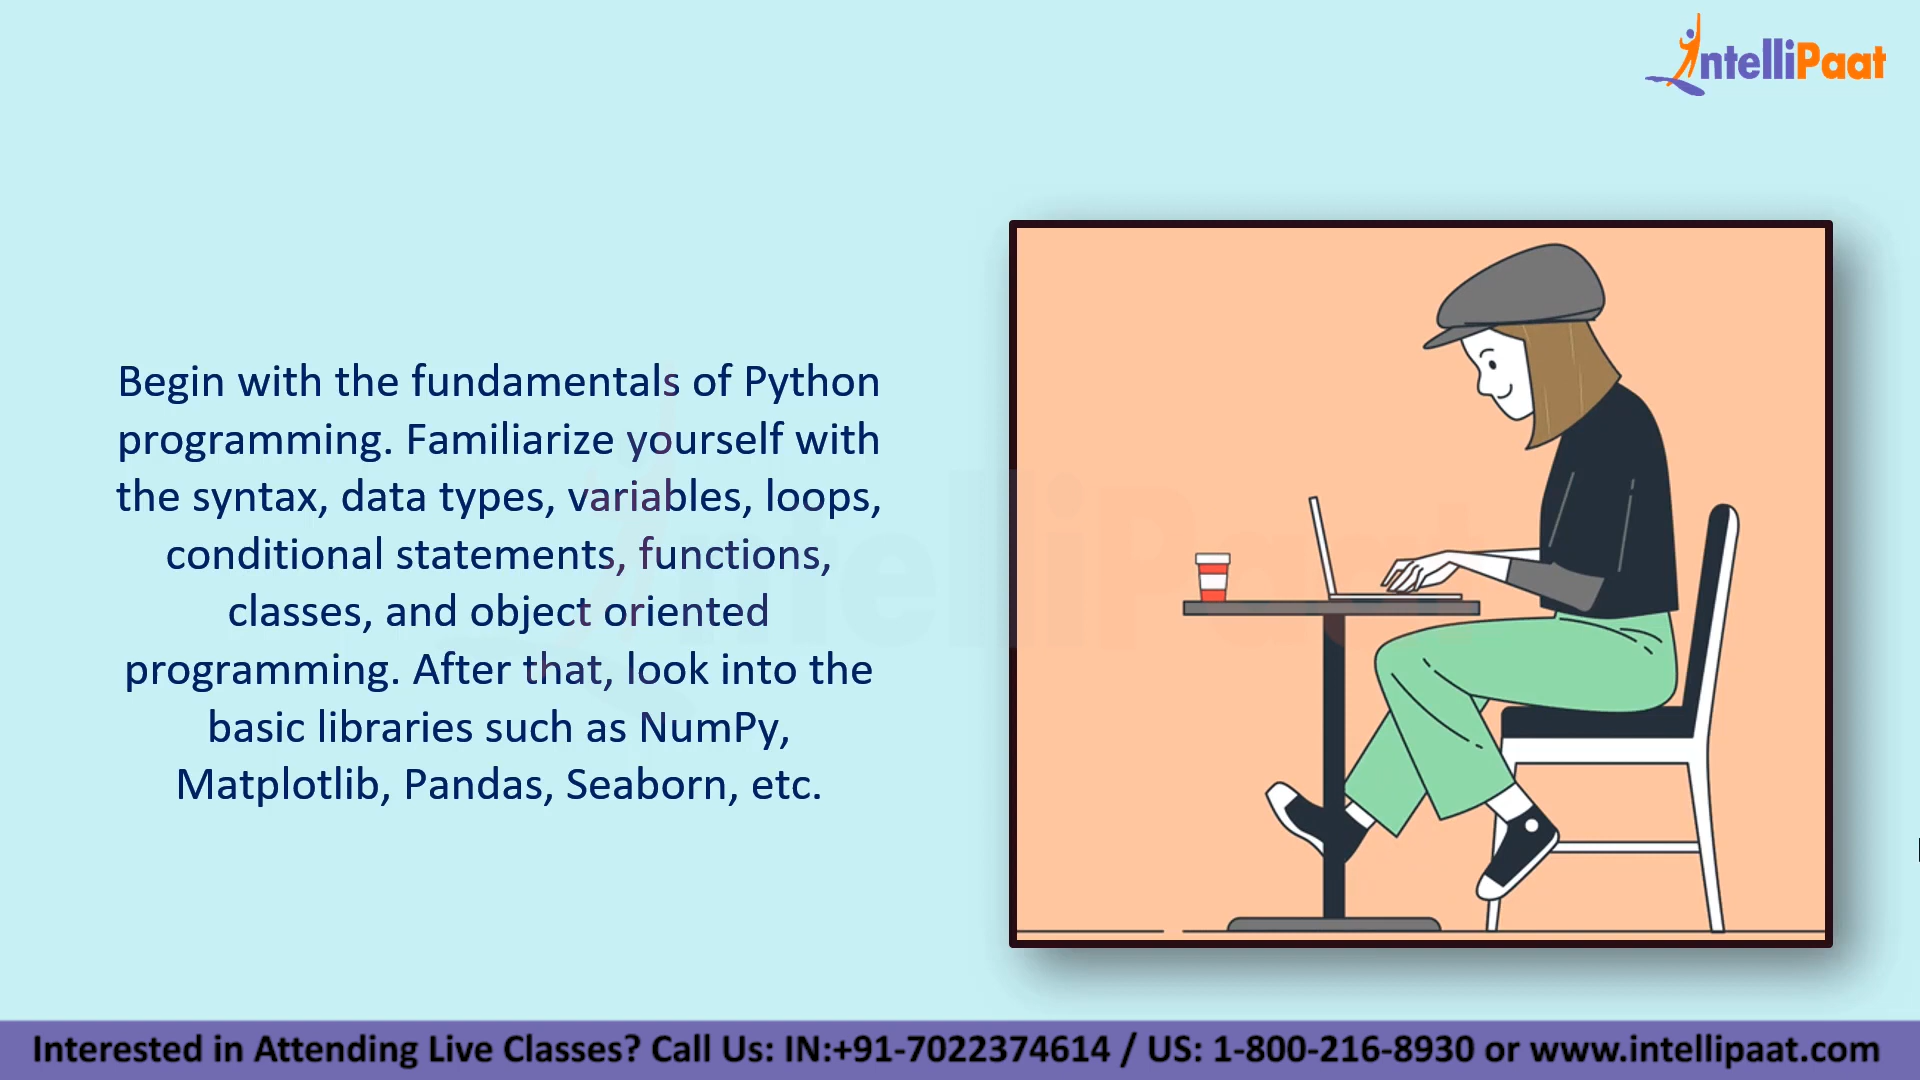 IntelliPaat
Begin with the fundamentals of Python
programming. Familiarize yourself with
the syntax, data types, variables, loops,
conditional statements, functions,
classes, and object oriented
programming. After that, look into the
basic libraries such as NumPy,
Matplotlib, Pandas, Seaborn, etc.
IntelliPaat
Interested in Attending Live Classes? Call Us: IN:+91-7022374614 / US: 1-800-216-8930 or www.intellipaat.com